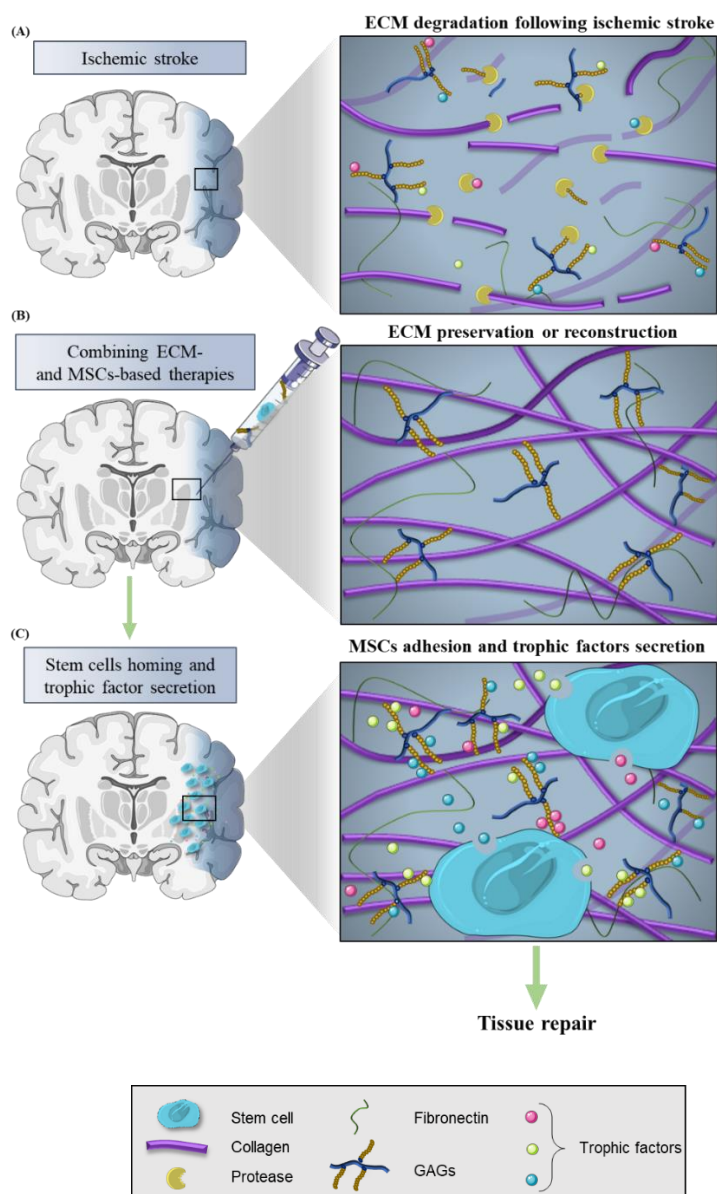 ECM degradation following ischemic stroke
(A)
Ischemic stroke
(B)
ECM preservation or reconstruction
Combining ECM-
and MSCs-based therapies
(C)
MSCs adhesion and trophic factors secretion
Stem cells homing and
trophic factor secretion
Tissue repair
Stem cell
Fibronectin
Collagen
Trophic factors
Protease
GAGs